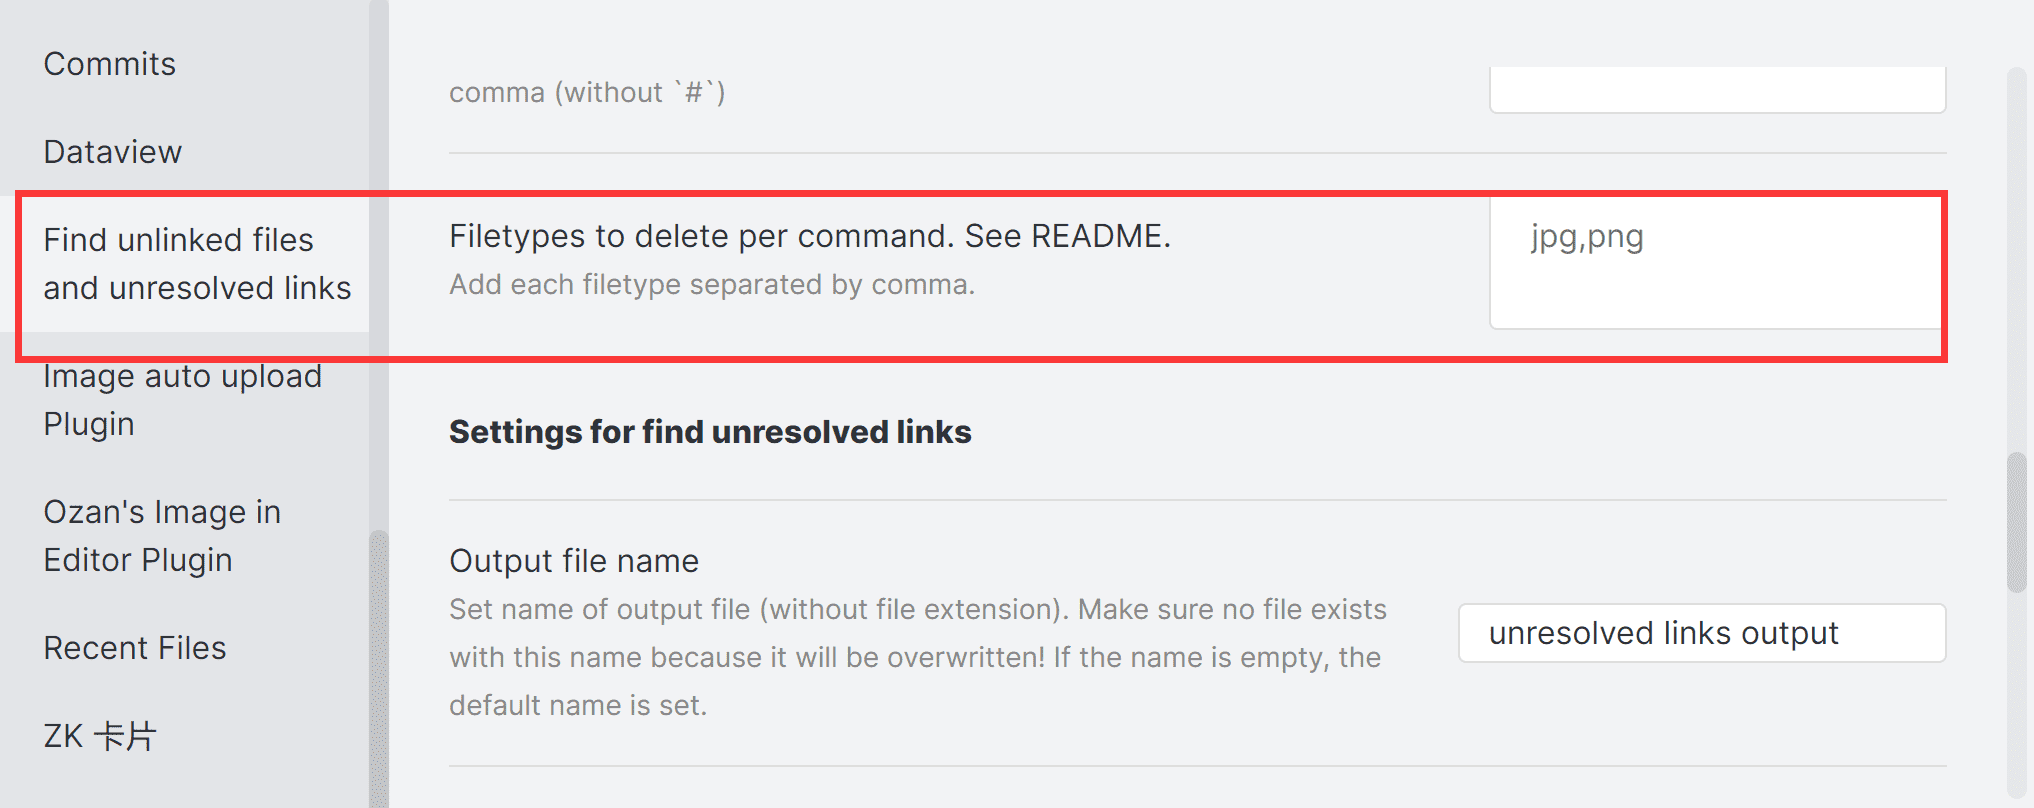 Commits
Dataview
Find unlinked files
and unresolved links
Image auto upload
Plugin
Ozan's Image in
Editor Plugin
Recent Files
ZK 卡片
comma (without `#`)
Filetypes to delete per command. See README.
Add each filetype separated by comma.
jpg,png
Settings for find unresolved links
Output file name
Set name of output file (without file extension). Make sure no file exists
with this name because it will be overwritten! If the name is empty, the
default name is set.
unresolved links output